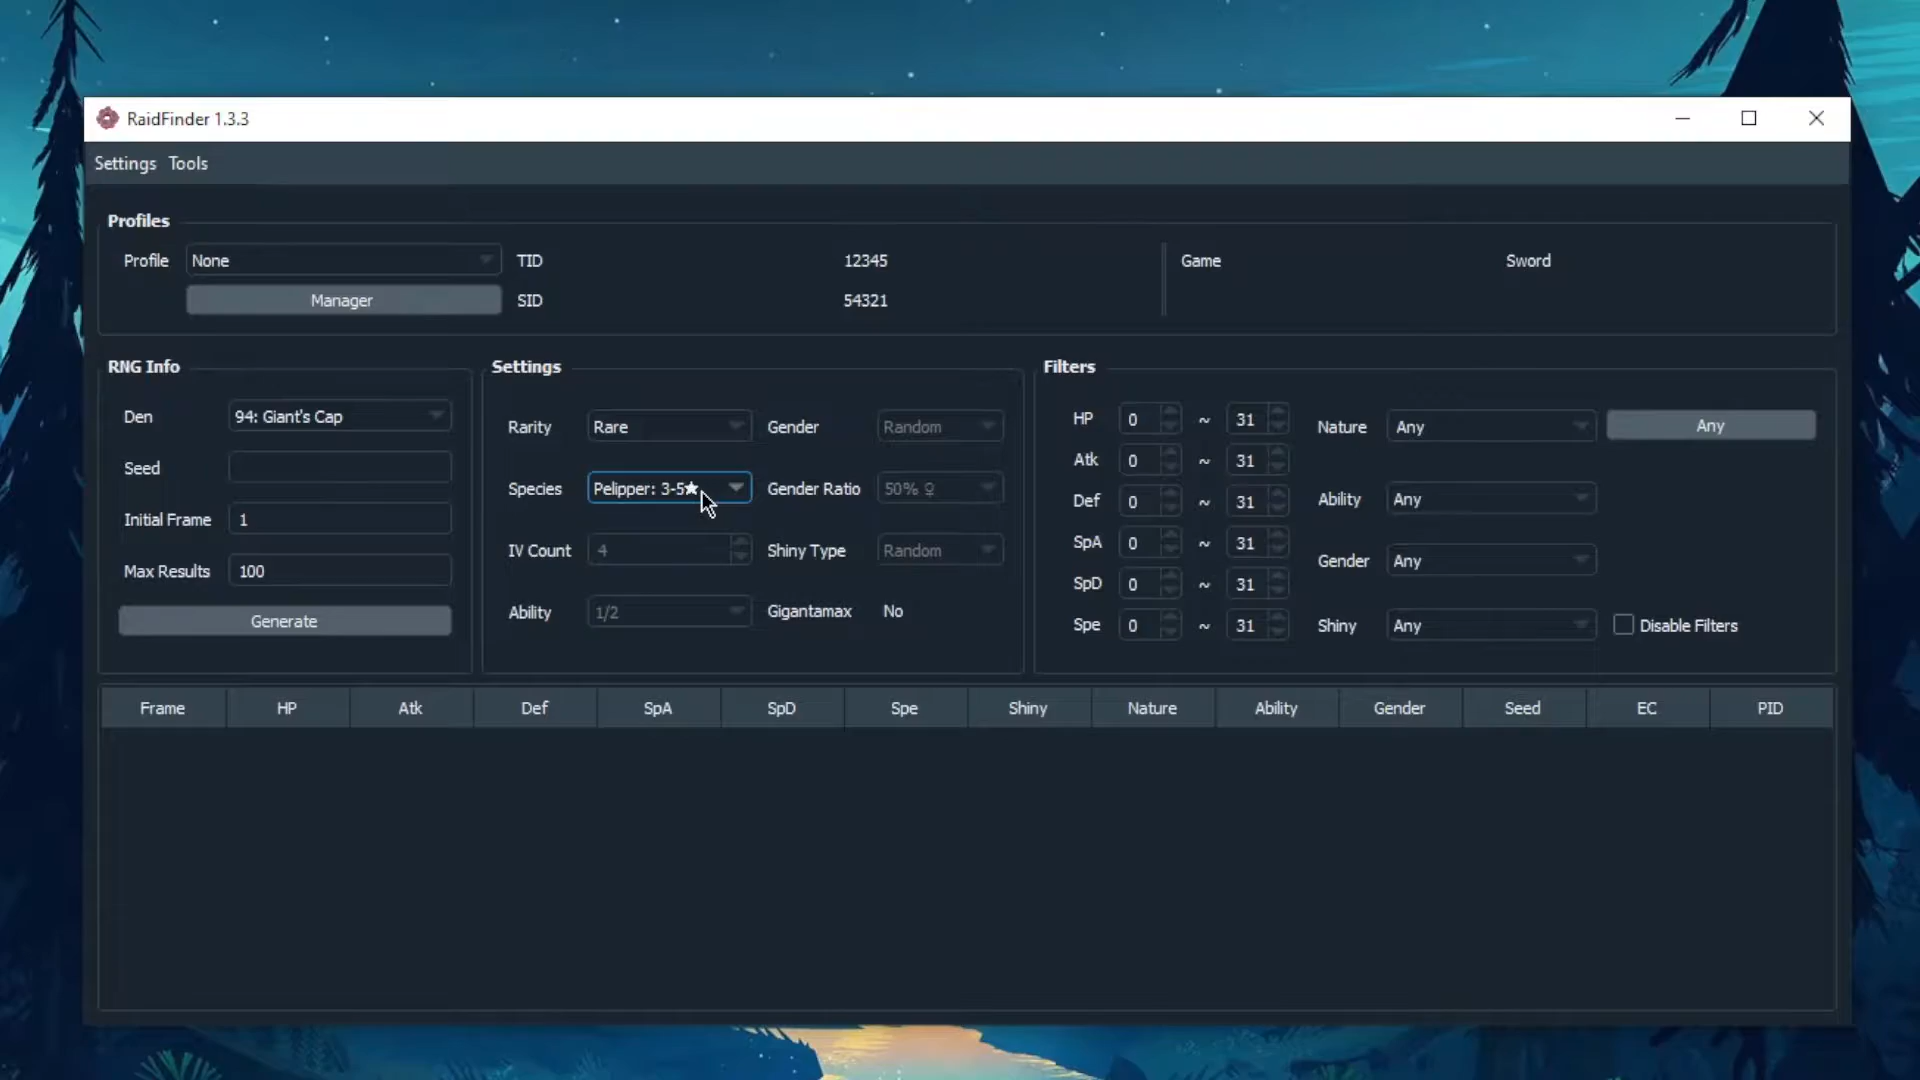 RaidFinder 1.3.3
Settings Tools
Profiles
Profile None TID 12345 Game Sword
Manager SID 54321
RNG Info
Den 94: Giant's Cap
Seed
Initial Frame 1
Max Results 100
Generate
Settings
Rarity Rare Gender Random
Species Pelipper: 3-5★ Gender Ratio 50% ♀
IV Count 4 Shiny Type Random
Ability 1/2 Gigantamax No
Filters
HP 0 ~ 31
Atk 0 ~ 31
Def 0 ~ 31
SpA 0 ~ 31
SpD 0 ~ 31
Spe 0 ~ 31
Nature Any Any
Ability Any
Gender Any
Shiny Any Disable Filters
Frame HP Atk Def SpA SpD Spe Shiny Nature Ability Gender Seed EC PID